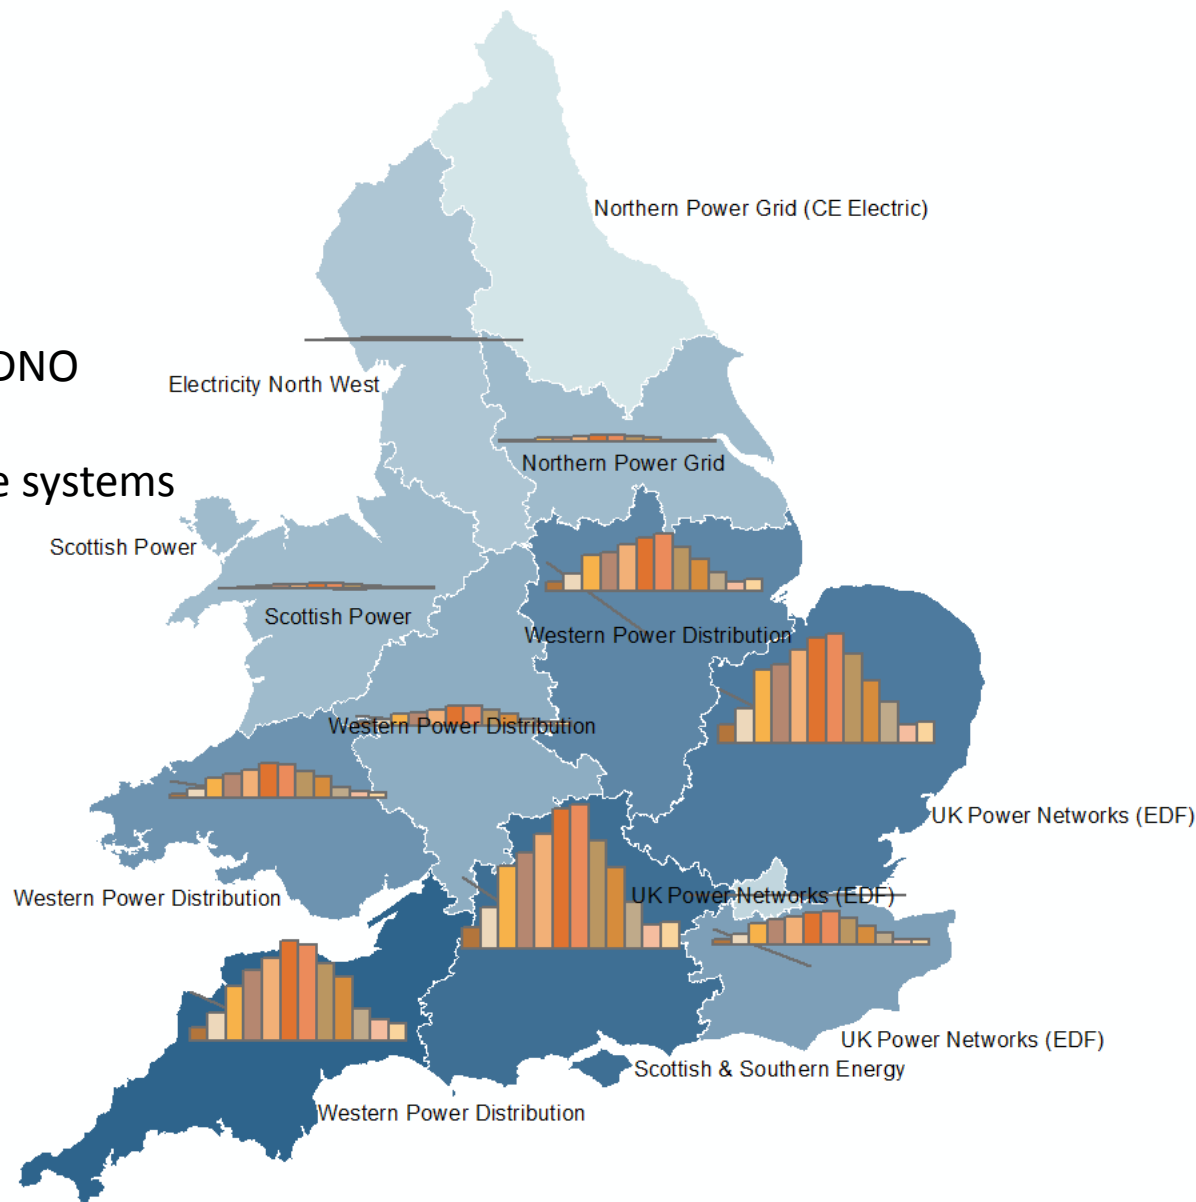 Northern Power Grid (CE Electric)
DNO
Electricity North West
Northern Power Grid
systems
Scottish Power
Scottish Power
Western Power Distribution
Western Power Distribution
UK Power Networks (EDF)
Western Power Distribution
UK Power Networks (EDF)
UK Power Networks (EDF)
Scottish & Southern Energy
Western Power Distribution